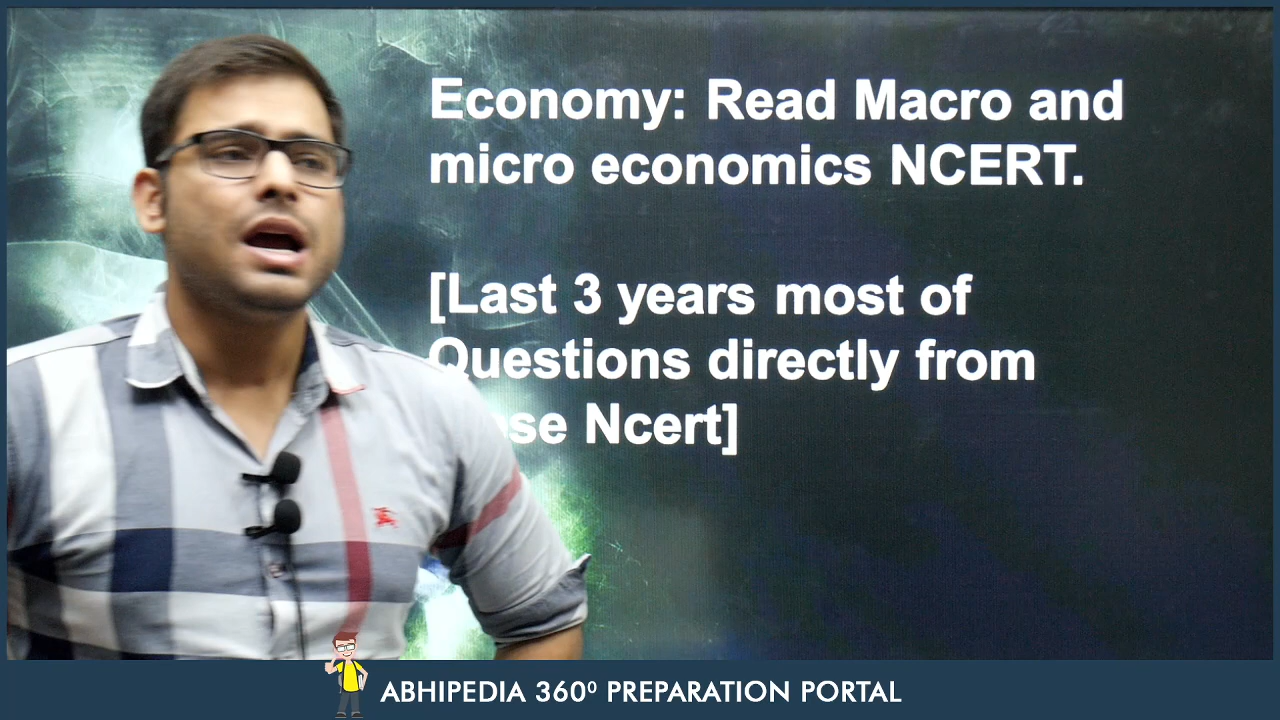 Economy: Read Macro and
micro economics NCERT.
[Last 3 years most of
Questions directly from
Ncert]
ABHIPEDIA 360⁰ PREPARATION PORTAL